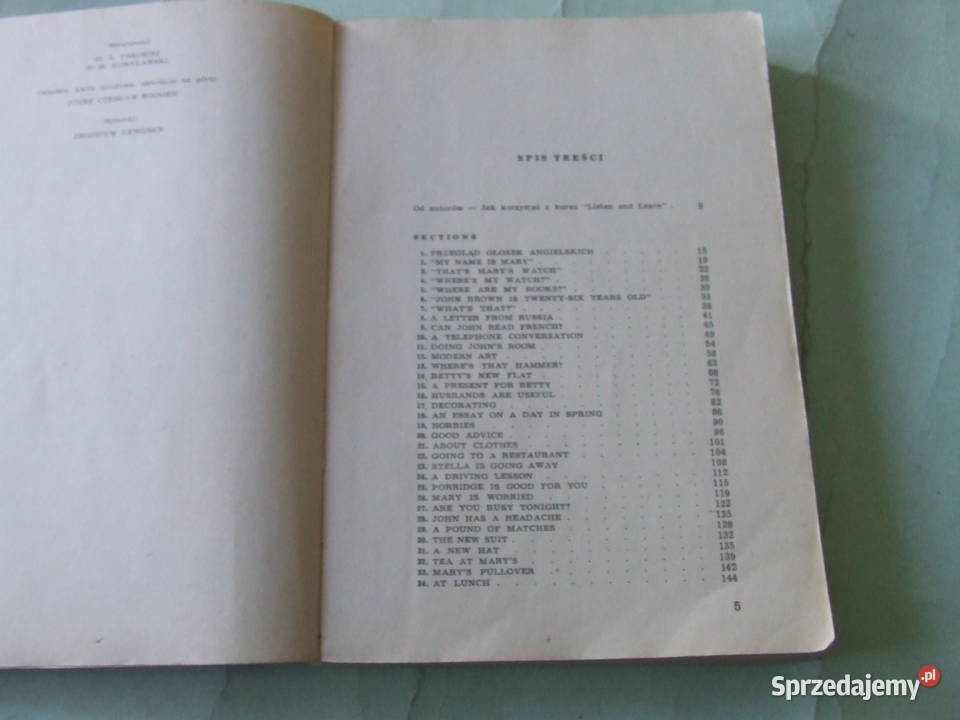 ZBIGNIEW
SPIS TREŚCI
Od autorów — Jak korzystać z kursu "Listen and Learn" . 9
SECTIONS
1. PRZEGLĄD GŁOSEK ANGIELSKICH . 15
2. "MY NAME IS MARY" . 19
3. "THAT'S MARY'S WATCH" 22
4. "WHERE'S MY WATCH?" . 26
5. "WHERE ARE MY BOOKS?" . 30
6. "JOHN BROWN IS TWENTY-SIX YEARS OLD" . 33
7. "WHAT'S THAT?" . 38
8. A LETTER FROM RUSSIA . 41
9. CAN JOHN READ FRENCH? 45
10. A TELEPHONE CONVERSATION 49
11. DOING JOHN'S ROOM . 54
12. MODERN ART . 58
13. WHERE'S THAT HAMMER? 63
14. BETTY'S NEW FLAT . 68
15. A PRESENT FOR BETTY . 72
16. HUSBANDS ARE USEFUL . 76
17. DECORATING . 82
18. AN ESSAY ON A DAY IN SPRING . 86
19. HOBBIES . 90
20. GOOD ADVICE . 96
21. ABOUT CLOTHES . 101
22. GOING TO A RESTAURANT . 104
23. STELLA IS GOING AWAY . 108
24. A DRIVING LESSON . 112
25. PORRIDGE IS GOOD FOR YOU . 115
26. MARY IS WORRIED . 119
27. ARE YOU BUSY TONIGHT? . 122
28. JOHN HAS A HEADACHE . 125
29. A POUND OF MATCHES . 128
30. THE NEW SUIT . 132
31. A NEW HAT . 135
32. TEA AT MARY'S . 139
33. MARY'S PULLOVER . 142
34. AT LUNCH . 144
5
Sprzedajemy.pl